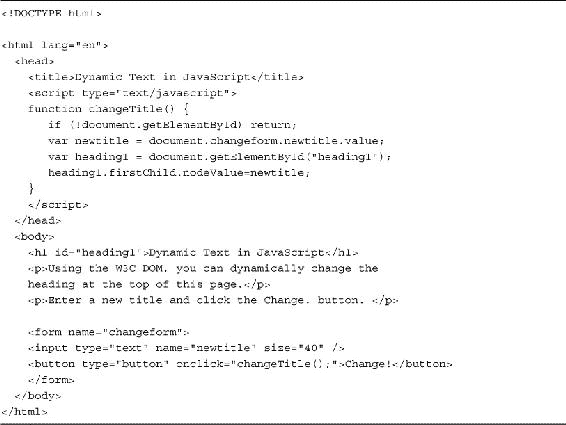 <!DOCTYPE html>
<html lang="en">
<head>
<title>Dynamic Text in JavaScript</title>
<script type="text/javascript">
function changeTitle() {
if (!document.getElementById) return;
var newtitle = document.changeform.newtitle.value;
var heading1 = document.getElementById("heading1");
heading1.firstChild.nodeValue=newtitle;
}
</script>
</head>
<body>
<h1 id="heading1">Dynamic Text in JavaScript</h1>
<p>Using the W3C DOM, you can dynamically change the
heading at the top of this page.</p>
<p>Enter a new title and click the Change. button. </p>
<form name="changeform">
<input type="text" name="newtitle" size="40" />
<button type="button" onclick="changeTitle();">Change!</button>
</form>
</body>
</html>